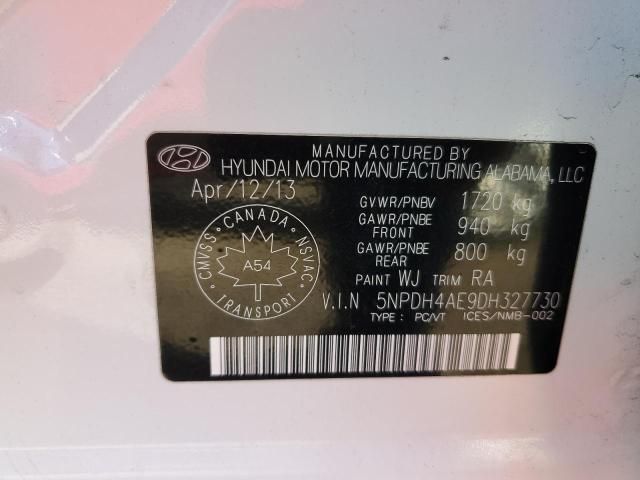 MANUFACTURED BY
HYUNDAI MOTOR MANUFACTURING ALABAMA, LLC
Apr/12/13
GVWR/PNBV 1720 kg
GAWR/PNBE FRONT 940 kg
GAWR/PNBE REAR 800 kg
PAINT WJ TRIM RA
V.I.N 5NPDH4AE9DH327730
TYPE : PC/VT ICES/NMB-002
CANADA
CMVSS
NSVAC
A54
TRANSPORT